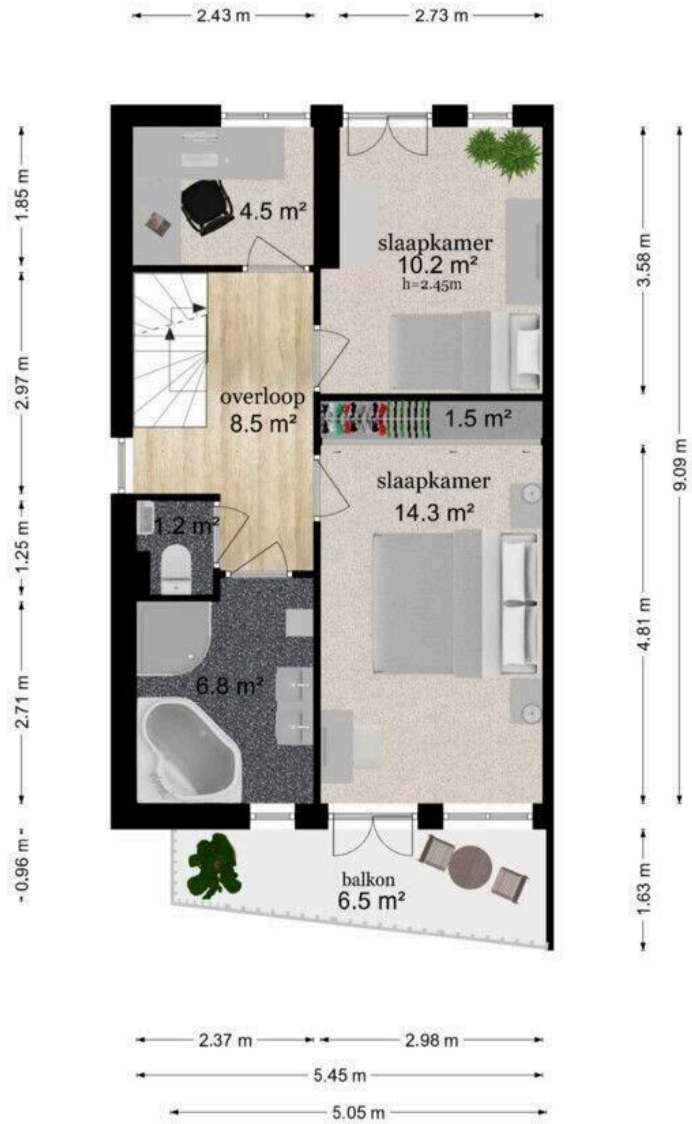 2.43 m
2.73 m
1.85 m
2.97 m
1.25 m
2.71 m
0.96 m
4.5 m²
slaapkamer
10.2 m²
h=2.45m
overloop
8.5 m²
1.5 m²
slaapkamer
14.3 m²
1.2 m²
6.8 m²
balkon
6.5 m²
3.58 m
4.81 m
1.63 m
9.09 m
2.37 m
2.98 m
5.45 m
5.05 m